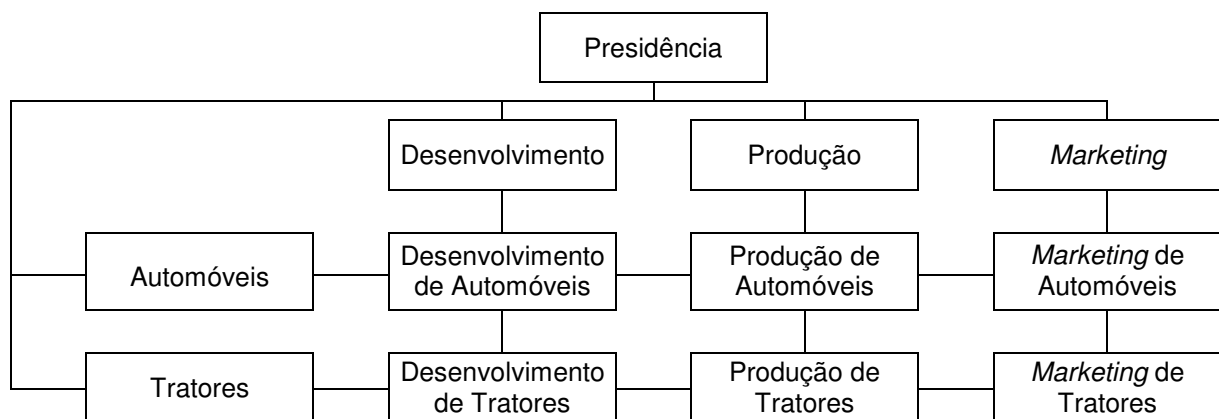 Presidência
Desenvolvimento
Produção
Marketing
Automóveis
Desenvolvimento
de Automóveis
Produção de
Automóveis
Marketing de
Automóveis
Tratores
Desenvolvimento
de Tratores
Produção de
Tratores
Marketing de
Tratores